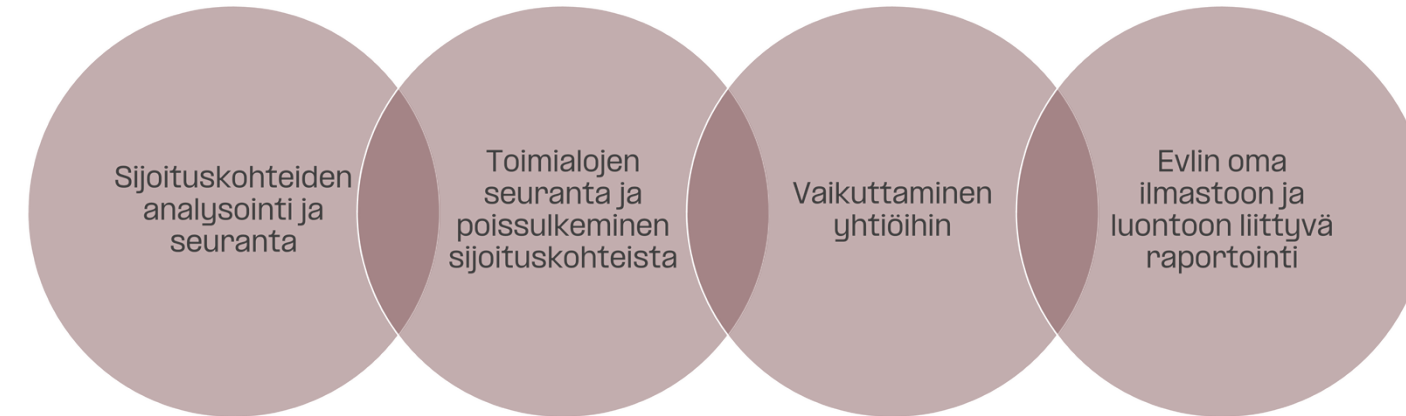 Sijoituskohteiden
analysointi ja
seuranta
Toimialojen
seuranta ja
poissulkeminen
sijoituskohteista
Vaikuttaminen
yhtiöihin
Evlin oma
ilmastoon ja
luontoon liittyvä
raportointi